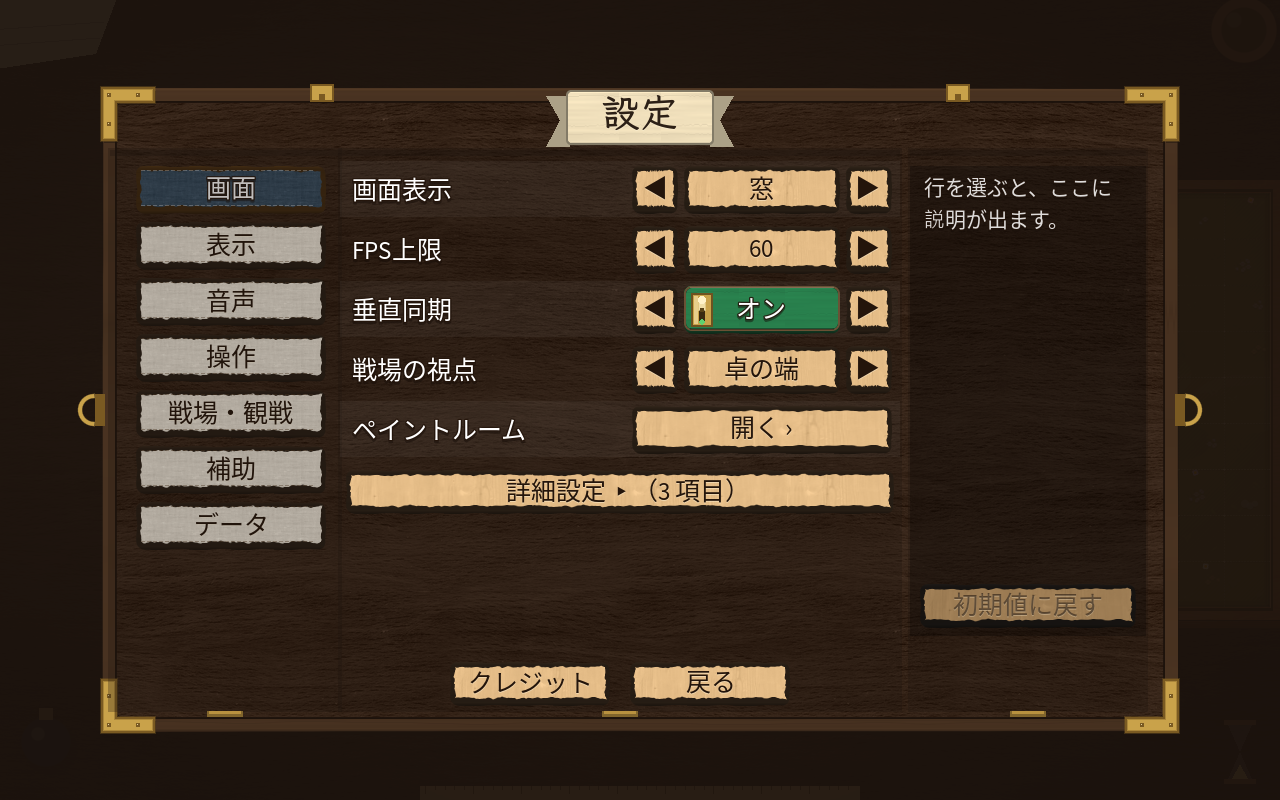 設定
画面
表示
音声
操作
戦場・観戦
補助
データ
画面表示
窓
FPS上限
60
垂直同期
オン
戦場の視点
卓の端
ペイントルーム
開く ›
詳細設定 ▸ （3 項目）
行を選ぶと、ここに
説明が出ます。
初期値に戻す
クレジット
戻る